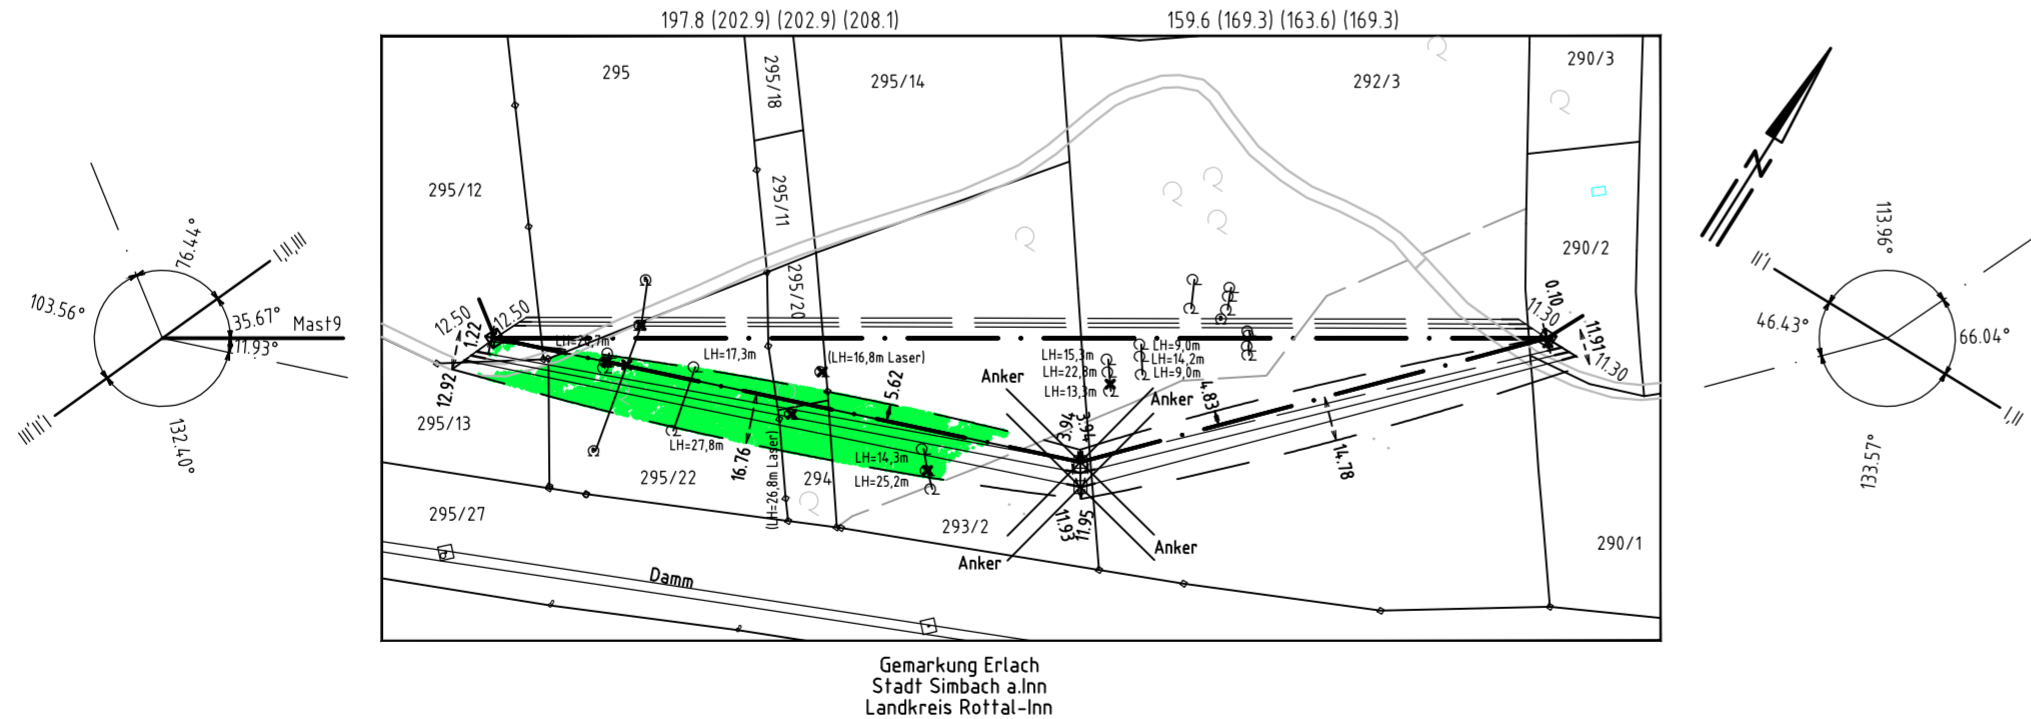 197.8 (202.9) (202.9) (208.1)
159.6 (169.3) (163.6) (169.3)
295
295/18
295/14
292/3
290/3
295/12
295/11
295/20
290/2
76.44°
I,II,III
103.56°
35.67°
Mast9
11.93°
132.40°
III',II',I'
N
113.96°
II',I'
46.43°
66.04°
133.57°
I,II
12.50
1.22
12.50
12.92
LH=17,3m
(LH=16,8m Laser)
5.62
LH=15,3m
LH=22,8m
LH=13,3m
LH=9,0m
LH=14,2m
LH=9,0m
Anker
Anker
4.83
0.10
11.30
11.91
11.30
3.94
3.94
295/13
LH=27,8m
16.76
(LH=26,8m Laser)
LH=14,3m
LH=25,2m
14.78
295/22
294
295/27
293/2
11.93
11.95
Anker
Anker
290/1
Damm
Gemarkung Erlach
Stadt Simbach a.Inn
Landkreis Rottal-Inn